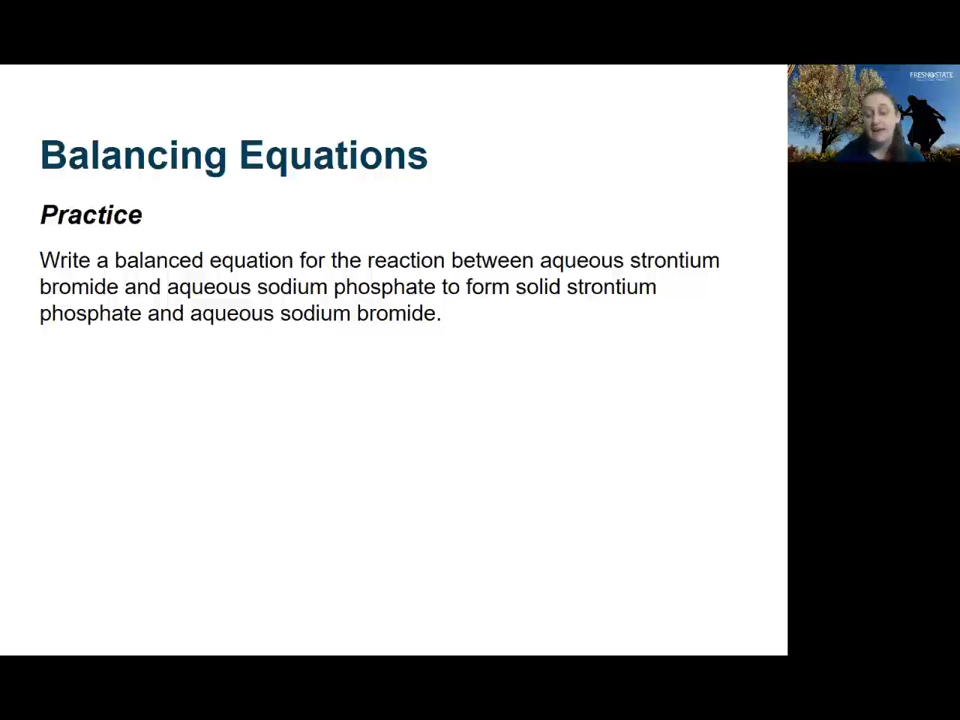 FRESNO STATE
Balancing Equations
Practice
Write a balanced equation for the reaction between aqueous strontium
bromide and aqueous sodium phosphate to form solid strontium
phosphate and aqueous sodium bromide.